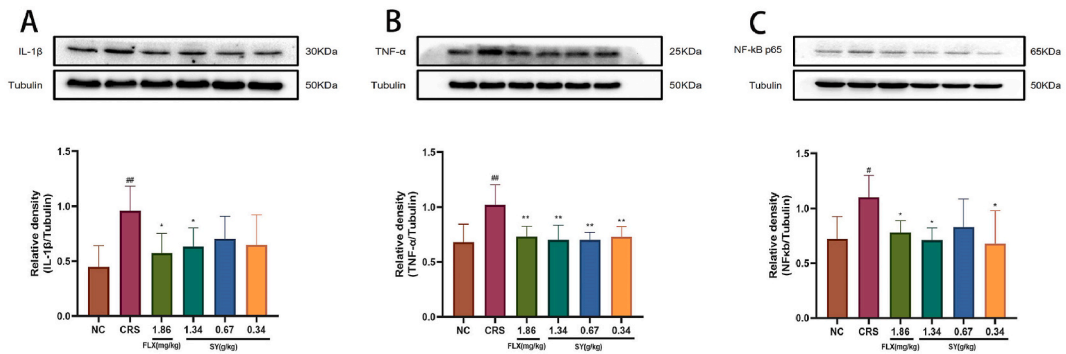 A
IL-1β
30KDa
Tubulin
50KDa
Relative density
(IL-1β/Tubulin)
1.5
1.0
0.5
0.0
##
*
*
NC CRS 1.86 1.34 0.67 0.34
FLX(mg/kg) SY(g/kg)
B
TNF-α
25KDa
Tubulin
50KDa
Relative density
(TNF-α/Tubulin)
1.5
1.0
0.5
0.0
##
**
**
**
**
NC CRS 1.86 1.34 0.67 0.34
FLX(mg/kg) SY(g/kg)
C
NF-kB p65
65KDa
Tubulin
50KDa
Relative density
(NFκb/Tubulin)
1.5
1.0
0.5
0.0
#
*
*
*
NC CRS 1.86 1.34 0.67 0.34
FLX(mg/kg) SY(g/kg)